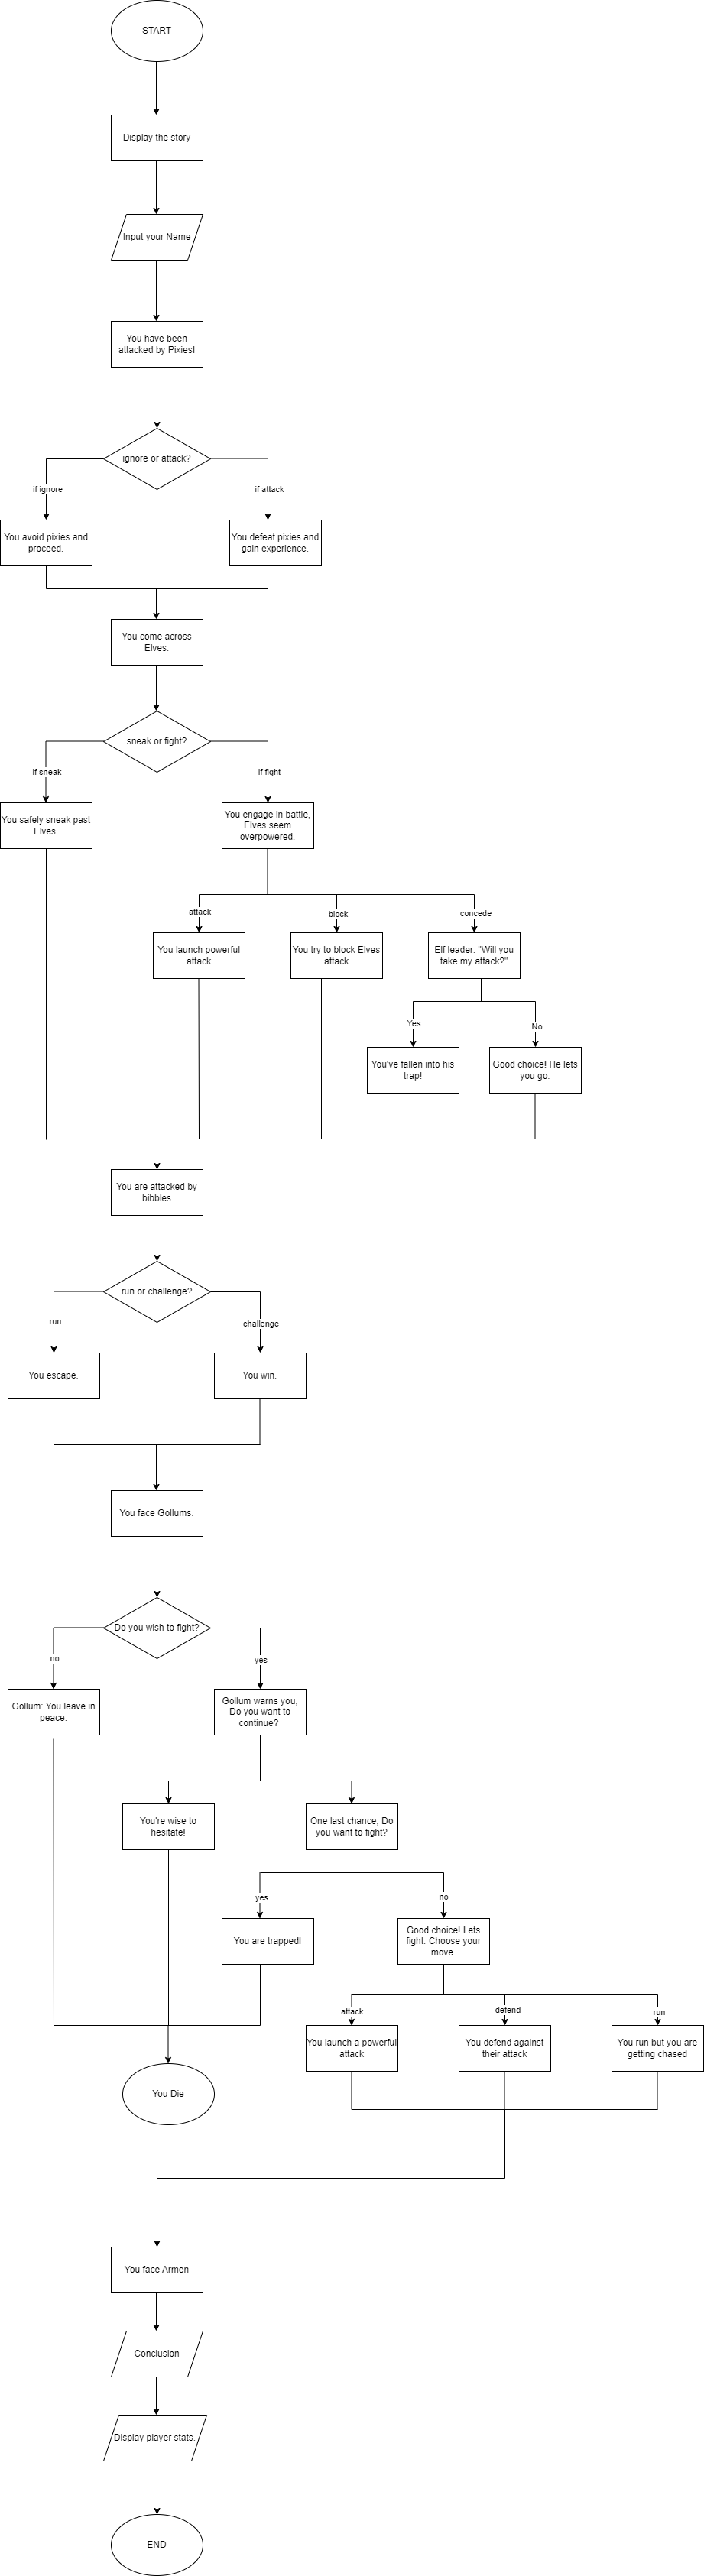 START
Display the story
Input your Name
You have been
attacked by Pixies!
ignore or attack?
if ignore
if attack
You avoid pixies and
proceed.
You defeat pixies and
gain experience.
You come across
Elves.
sneak or fight?
if sneak
if fight
You safely sneak past
Elves.
You engage in battle,
Elves seem
overpowered.
attack
block
concede
You launch powerful
attack
You try to block Elves
attack
Elf leader: "Will you
take my attack?"
Yes
No
You've fallen into his
trap!
Good choice! He lets
you go.
You are attacked by
bibbles
run or challenge?
run
challenge
You escape.
You win.
You face Gollums.
Do you wish to fight?
no
yes
Gollum: You leave in
peace.
Gollum warns you,
Do you want to
continue?
You're wise to
hesitate!
One last chance, Do
you want to fight?
yes
no
You are trapped!
Good choice! Lets
fight. Choose your
move.
attack
defend
run
You launch a powerful
attack
You defend against
their attack
You run but you are
getting chased
You Die
You face Armen
Conclusion
Display player stats.
END